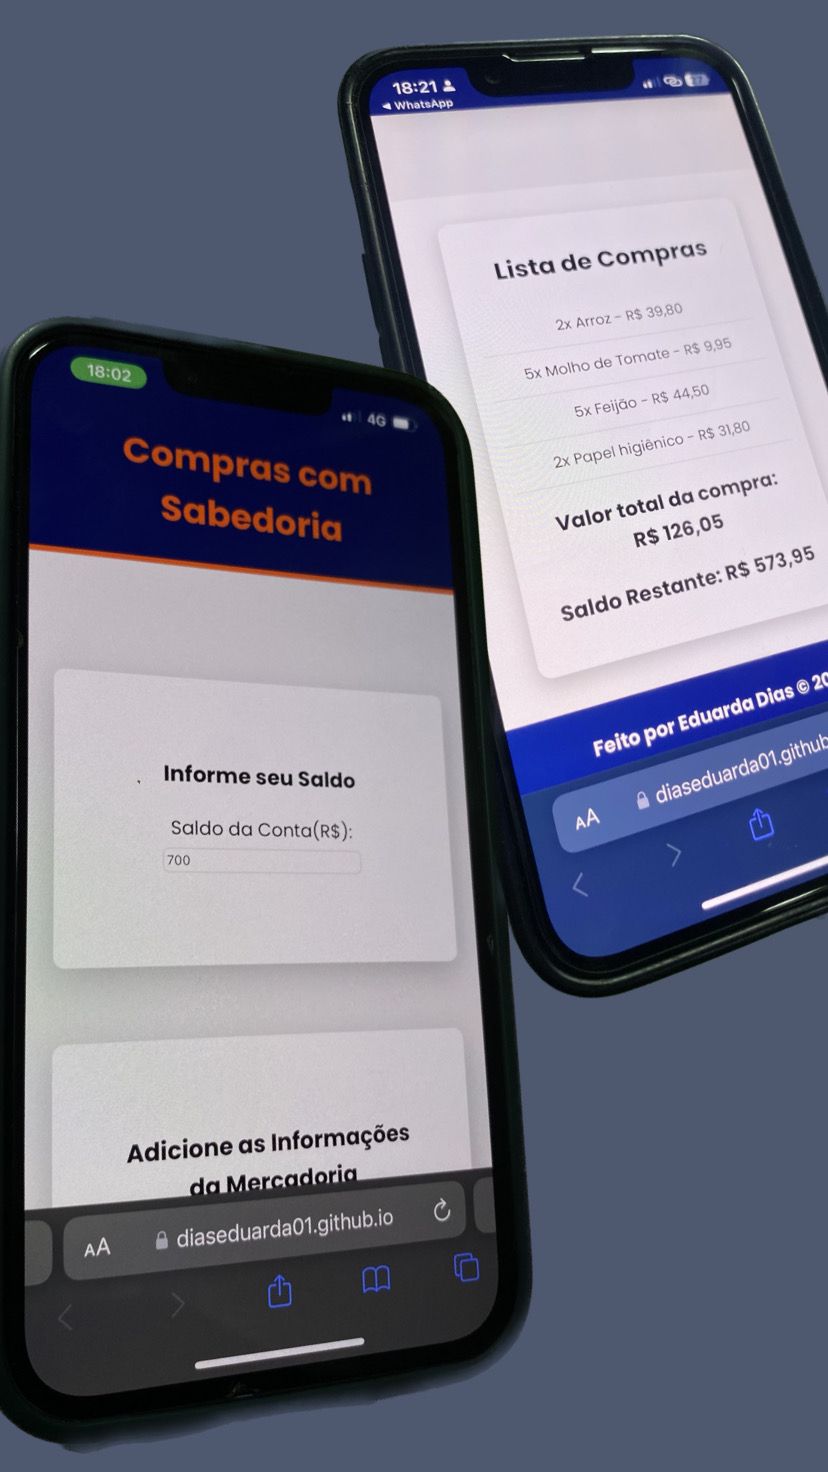 18:21
WhatsApp
Lista de Compras
2x Arroz - R$ 39,80
5x Molho de Tomate - R$ 9,95
5x Feijão - R$ 44,50
2x Papel higiênico - R$ 31,80
Valor total da compra:
R$ 126,05
Saldo Restante: R$ 573,95
Feito por Eduarda Dias © 20
AA diaseduarda01.github
18:02
4G
Compras com
Sabedoria
Informe seu Saldo
Saldo da Conta(R$):
700
Adicione as Informações
da Mercadoria
AA diaseduarda01.github.io